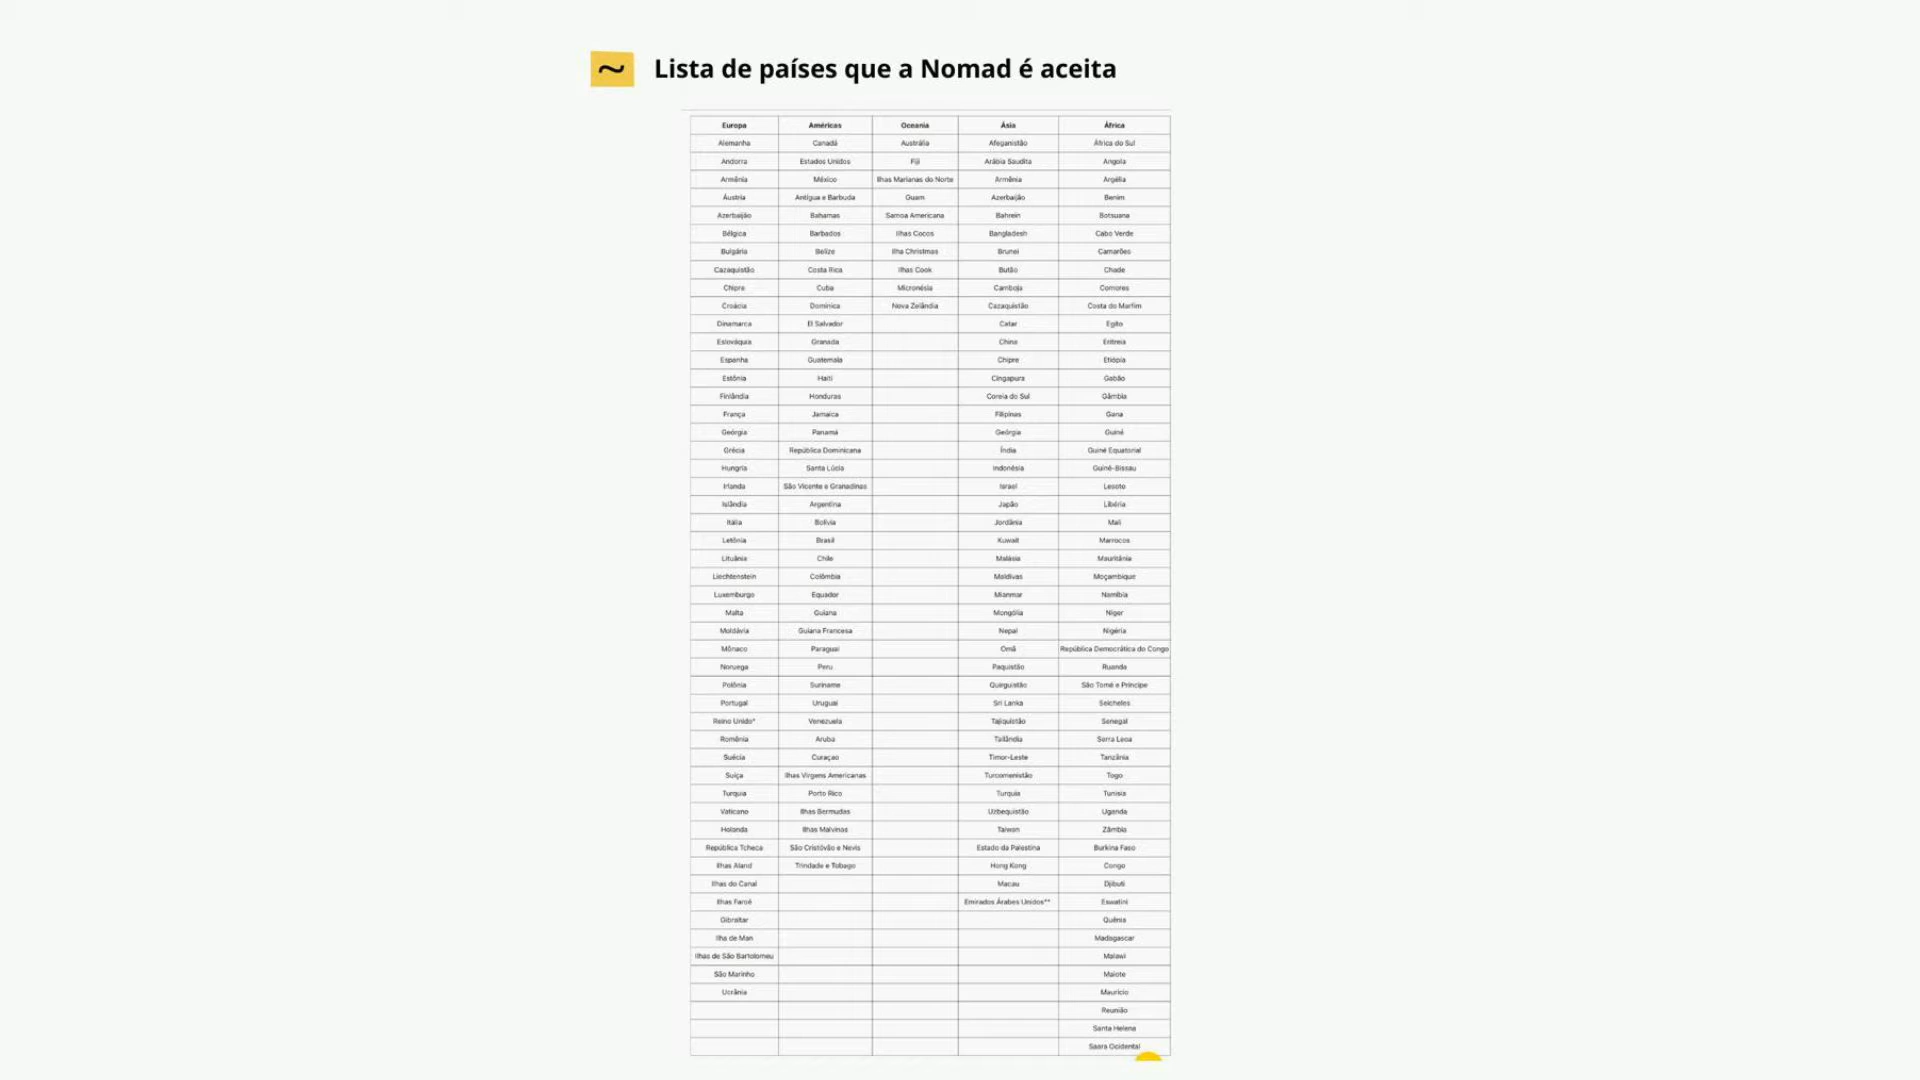 ~ Lista de países que a Nomad é aceita
Europa Américas Oceania Ásia África
Alemanha Canadá Austrália Afeganistão África do Sul
Andorra Estados Unidos Fiji Arábia Saudita Angola
Armênia México Ilhas Marianas do Norte Armênia Argélia
Áustria Antígua e Barbuda Guam Azerbaijão Benim
Azerbaijão Bahamas Samoa Americana Bahrein Botsuana
Bélgica Barbados Ilhas Cocos Bangladesh Cabo Verde
Bulgária Belize Ilha Christmas Brunei Camarões
Cazaquistão Costa Rica Ilhas Cook Butão Chade
Chipre Cuba Micronésia Camboja Comores
Croácia Domínica Nova Zelândia Cazaquistão Costa do Marfim
Dinamarca El Salvador Catar Egito
Eslováquia Granada China Eritreia
Espanha Guatemala Chipre Etiópia
Estônia Haiti Cingapura Gabão
Finlândia Honduras Coreia do Sul Gâmbia
França Jamaica Filipinas Gana
Geórgia Panamá Geórgia Guiné
Grécia República Dominicana Índia Guiné Equatorial
Hungria Santa Lúcia Indonésia Guiné-Bissau
Irlanda São Vicente e Granadinas Israel Lesoto
Islândia Argentina Japão Libéria
Itália Bolívia Jordânia Mali
Letônia Brasil Kuwait Marrocos
Lituânia Chile Malásia Mauritânia
Liechtenstein Colômbia Maldivas Moçambique
Luxemburgo Equador Mianmar Namíbia
Malta Guiana Mongólia Níger
Moldávia Guiana Francesa Nepal Nigéria
Mônaco Paraguai Omã República Democrática do Congo
Noruega Peru Paquistão Ruanda
Polônia Suriname Quirguistão São Tomé e Príncipe
Portugal Uruguai Sri Lanka Seicheles
Reino Unido* Venezuela Tajiquistão Senegal
Romênia Aruba Tailândia Serra Leoa
Suécia Curaçao Timor-Leste Tanzânia
Suíça Ilhas Virgens Americanas Turcomenistão Togo
Turquia Porto Rico Turquia Tunísia
Vaticano Ilhas Bermudas Uzbequistão Uganda
Holanda Ilhas Malvinas Taiwan Zâmbia
República Tcheca São Cristóvão e Nevis Estado da Palestina Burkina Faso
Ilhas Aland Trindade e Tobago Hong Kong Congo
Ilhas do Canal Macau Djibuti
Ilhas Faroé Emirados Árabes Unidos** Eswatini
Gibraltar Quênia
Ilha de Man Madagascar
Ilhas de São Bartolomeu Malawi
São Marinho Maiote
Ucrânia Maurício
Reunião
Santa Helena
Saara Ocidental